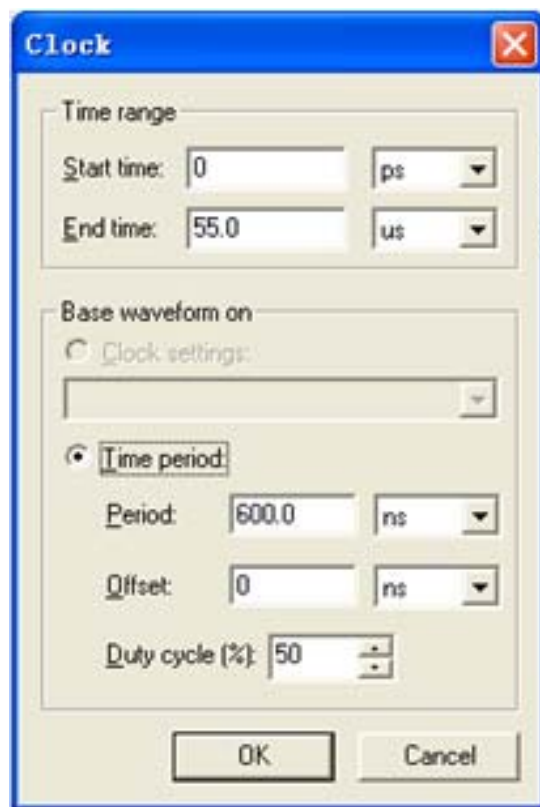 Clock
Time range
Start time: 0 ps
End time: 55.0 us
Base waveform on
Clock settings:
Time period:
Period: 600.0 ns
Offset: 0 ns
Duty cycle (%): 50
OK Cancel